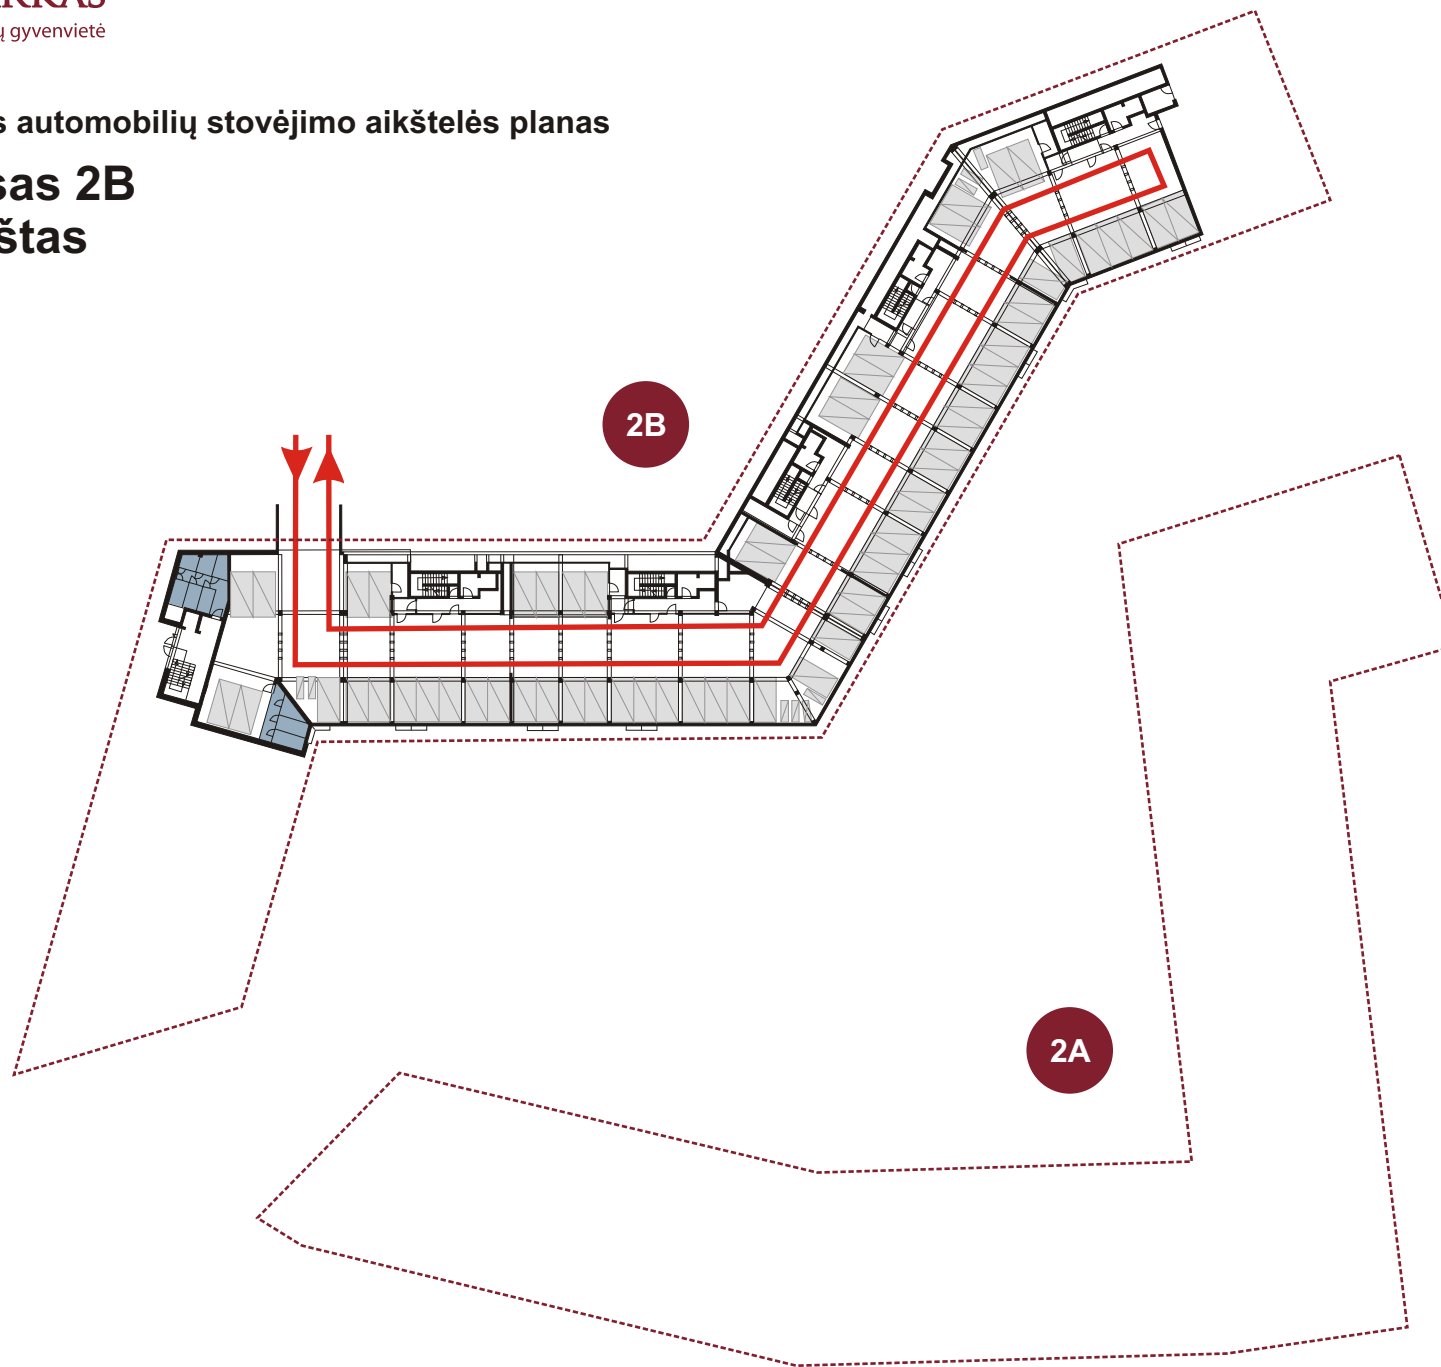 ų gyvenvietė
s automobilių stovėjimo aikštelės planas
sas 2B
štas
2B
2A